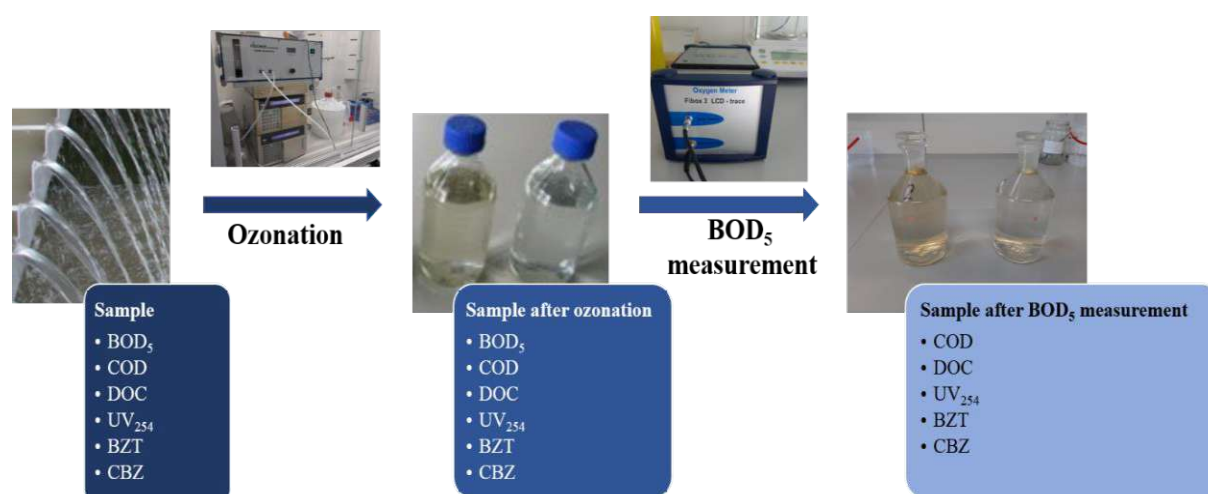 Oxygen Meter
Fibox 3 LCD - trace
Ozonation
BOD₅
measurement
Sample
• BOD₅
• COD
• DOC
• UV₂₅₄
• BZT
• CBZ
Sample after ozonation
• BOD₅
• COD
• DOC
• UV₂₅₄
• BZT
• CBZ
Sample after BOD₅ measurement
• COD
• DOC
• UV₂₅₄
• BZT
• CBZ